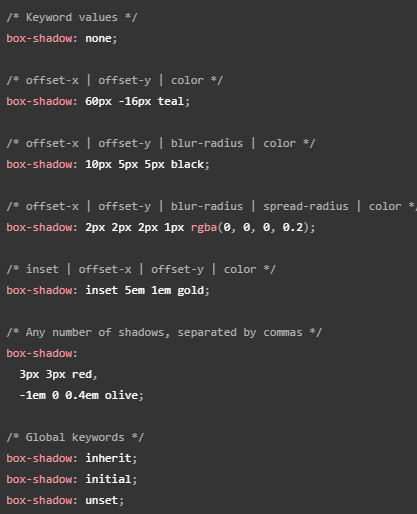 /* Keyword values */
box-shadow: none;
/* offset-x | offset-y | color */
box-shadow: 60px -16px teal;
/* offset-x | offset-y | blur-radius | color */
box-shadow: 10px 5px 5px black;
/* offset-x | offset-y | blur-radius | spread-radius | color */
box-shadow: 2px 2px 2px 1px rgba(0, 0, 0, 0.2);
/* inset | offset-x | offset-y | color */
box-shadow: inset 5em 1em gold;
/* Any number of shadows, separated by commas */
box-shadow:
3px 3px red,
-1em 0 0.4em olive;
/* Global keywords */
box-shadow: inherit;
box-shadow: initial;
box-shadow: unset;